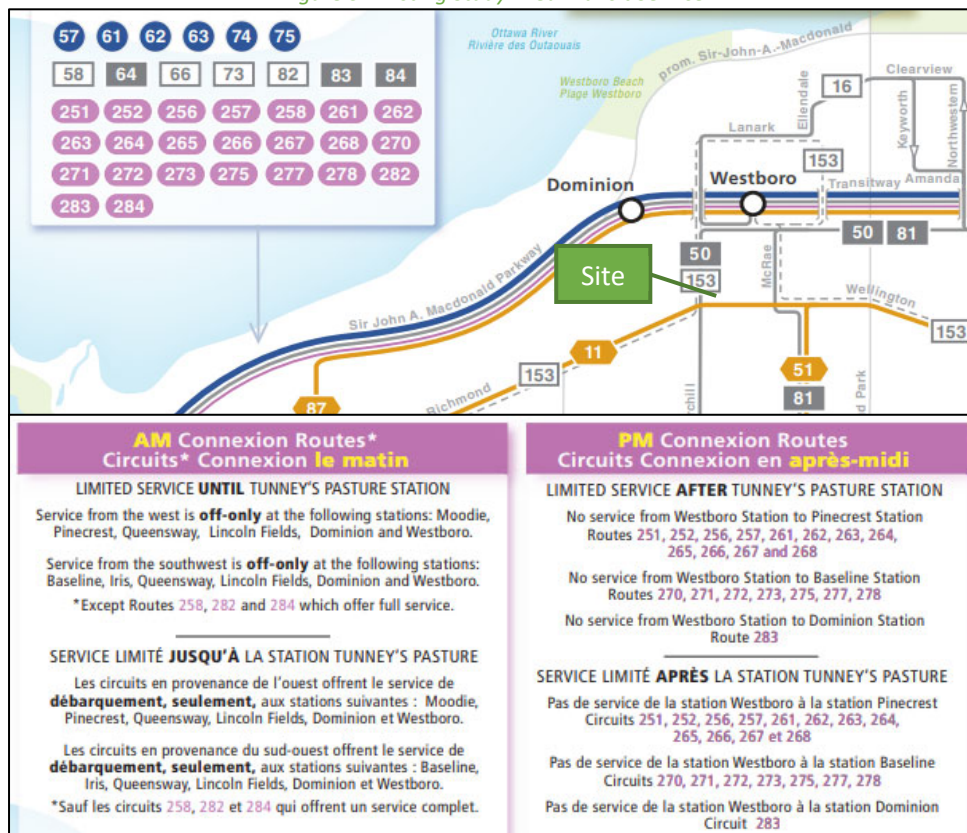 57 61 62 63 74 75
58 64 66 73 82 83 84
251 252 256 257 258 261 262
263 264 265 266 267 268 270
271 272 273 275 277 278 282
283 284
Ottawa River
Rivière des Outaouais
prom. Sir-John-A.-Macdonald
Westboro Beach
Plage Westboro
Clearview
16
Ellendale
Keyworth
Northwestern
Lanark
153
Dominion
Westboro
Transitway
Amanda
50 81
50
153
McRae
Site
Wellington
153
Sir John A. Macdonald Parkway
11
153
Richmond
87
51
81
rchill
d Park
AM Connexion Routes*
Circuits* Connexion le matin
LIMITED SERVICE UNTIL TUNNEY'S PASTURE STATION
Service from the west is off-only at the following stations: Moodie,
Pinecrest, Queensway, Lincoln Fields, Dominion and Westboro.
Service from the southwest is off-only at the following stations:
Baseline, Iris, Queensway, Lincoln Fields, Dominion and Westboro.
*Except Routes 258, 282 and 284 which offer full service.
SERVICE LIMITÉ JUSQU'À LA STATION TUNNEY'S PASTURE
Les circuits en provenance de l'ouest offrent le service de
débarquement, seulement, aux stations suivantes : Moodie,
Pinecrest, Queensway, Lincoln Fields, Dominion et Westboro.
Les circuits en provenance du sud-ouest offrent le service de
débarquement, seulement, aux stations suivantes : Baseline,
Iris, Queensway, Lincoln Fields, Dominion et Westboro.
*Sauf les circuits 258, 282 et 284 qui offrent un service complet.
PM Connexion Routes
Circuits Connexion en après-midi
LIMITED SERVICE AFTER TUNNEY'S PASTURE STATION
No service from Westboro Station to Pinecrest Station
Routes 251, 252, 256, 257, 261, 262, 263, 264,
265, 266, 267 and 268
No service from Westboro Station to Baseline Station
Routes 270, 271, 272, 273, 275, 277, 278
No service from Westboro Station to Dominion Station
Route 283
SERVICE LIMITÉ APRÈS LA STATION TUNNEY'S PASTURE
Pas de service de la station Westboro à la station Pinecrest
Circuits 251, 252, 256, 257, 261, 262, 263, 264,
265, 266, 267 et 268
Pas de service de la station Westboro à la station Baseline
Circuits 270, 271, 272, 273, 275, 277, 278
Pas de service de la station Westboro à la station Dominion
Circuit 283